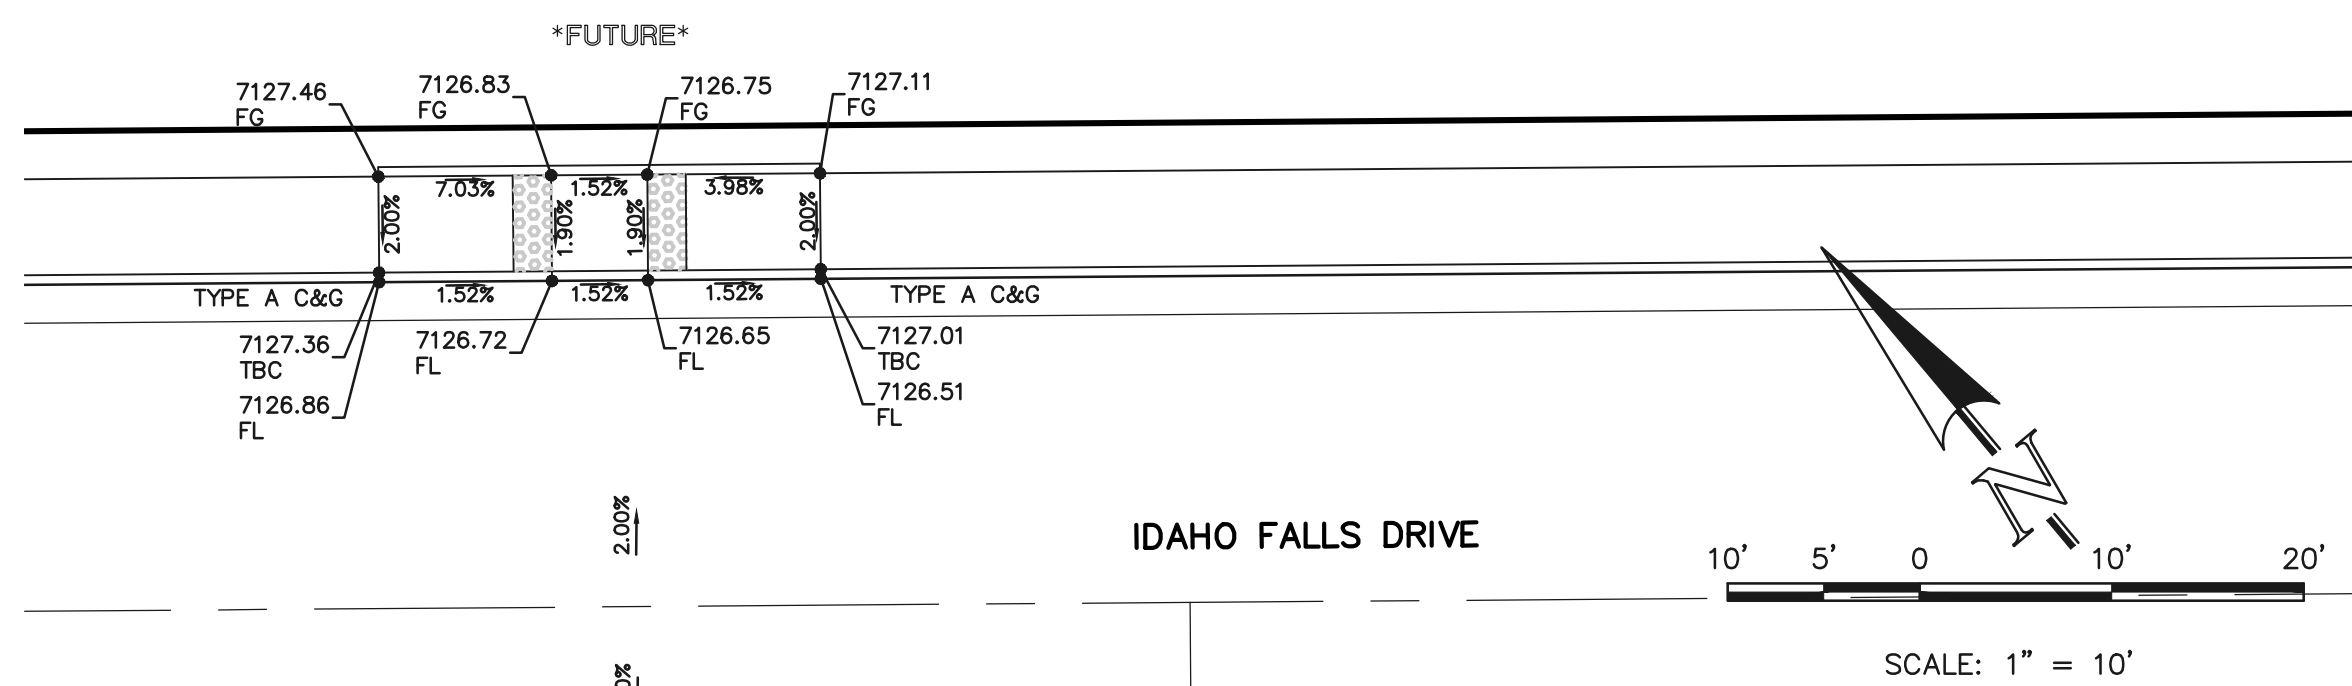 *FUTURE*
7127.46
FG
7126.83
FG
7126.75
FG
7127.11
FG
7.03%
1.52%
3.98%
2.00%
1.90%
1.90%
2.00%
1.52%
1.52%
1.52%
TYPE A C&G
TYPE A C&G
7127.36
TBC
7126.86
FL
7126.72
FL
7126.65
FL
7127.01
TBC
7126.51
FL
2.00%
IDAHO FALLS DRIVE
N
10' 5' 0 10' 20'
SCALE: 1" = 10'